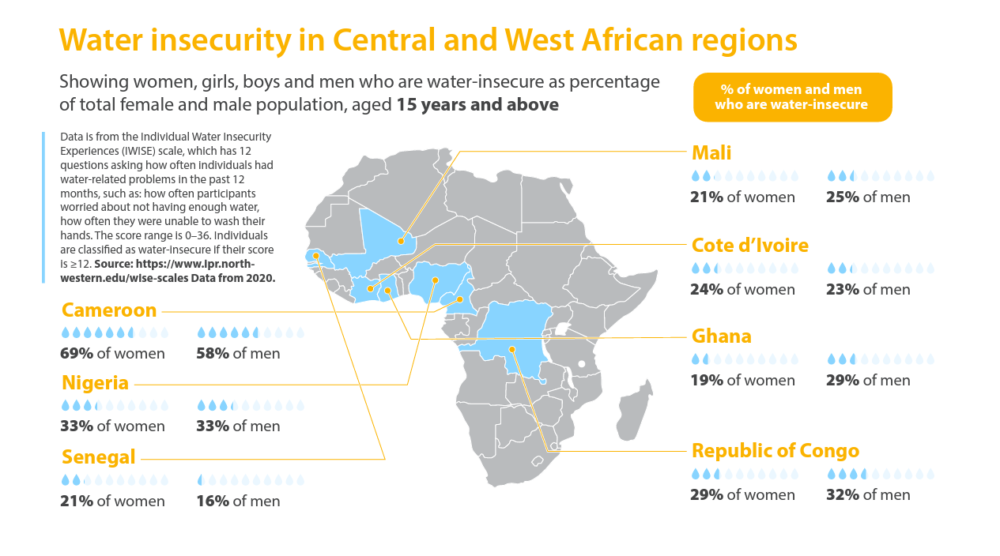 Water insecurity in Central and West African regions
Showing women, girls, boys and men who are water-insecure as percentage
of total female and male population, aged 15 years and above
% of women and men
who are water-insecure
Data is from the Individual Water Insecurity
Experiences (IWISE) scale, which has 12
questions asking how often individuals had
water-related problems in the past 12
months, such as: how often participants
worried about not having enough water,
how often they were unable to wash their
hands. The score range is 0–36. Individuals
are classified as water-insecure if their score
is ≥12. Source: https://www.ipr.north-
western.edu/wise-scales Data from 2020.
Cameroon
69% of women 58% of men
Nigeria
33% of women 33% of men
Senegal
21% of women 16% of men
Mali
21% of women 25% of men
Cote d’Ivoire
24% of women 23% of men
Ghana
19% of women 29% of men
Republic of Congo
29% of women 32% of men